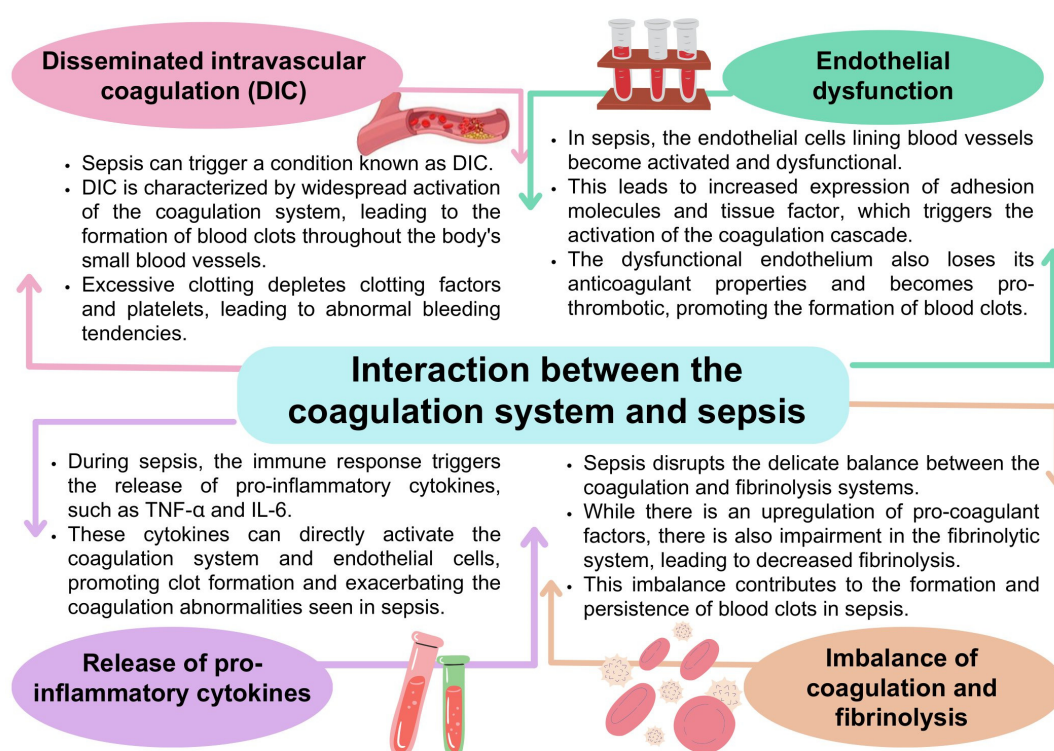 Disseminated intravascular
coagulation (DIC)
• Sepsis can trigger a condition known as DIC.
• DIC is characterized by widespread activation
of the coagulation system, leading to the
formation of blood clots throughout the body's
small blood vessels.
• Excessive clotting depletes clotting factors
and platelets, leading to abnormal bleeding
tendencies.
Endothelial
dysfunction
• In sepsis, the endothelial cells lining blood vessels
become activated and dysfunctional.
• This leads to increased expression of adhesion
molecules and tissue factor, which triggers the
activation of the coagulation cascade.
• The dysfunctional endothelium also loses its
anticoagulant properties and becomes pro-
thrombotic, promoting the formation of blood clots.
Interaction between the
coagulation system and sepsis
• During sepsis, the immune response triggers
the release of pro-inflammatory cytokines,
such as TNF-α and IL-6.
• These cytokines can directly activate the
coagulation system and endothelial cells,
promoting clot formation and exacerbating the
coagulation abnormalities seen in sepsis.
Release of pro-
inflammatory cytokines
• Sepsis disrupts the delicate balance between the
coagulation and fibrinolysis systems.
• While there is an upregulation of pro-coagulant
factors, there is also impairment in the fibrinolytic
system, leading to decreased fibrinolysis.
• This imbalance contributes to the formation and
persistence of blood clots in sepsis.
Imbalance of
coagulation and
fibrinolysis